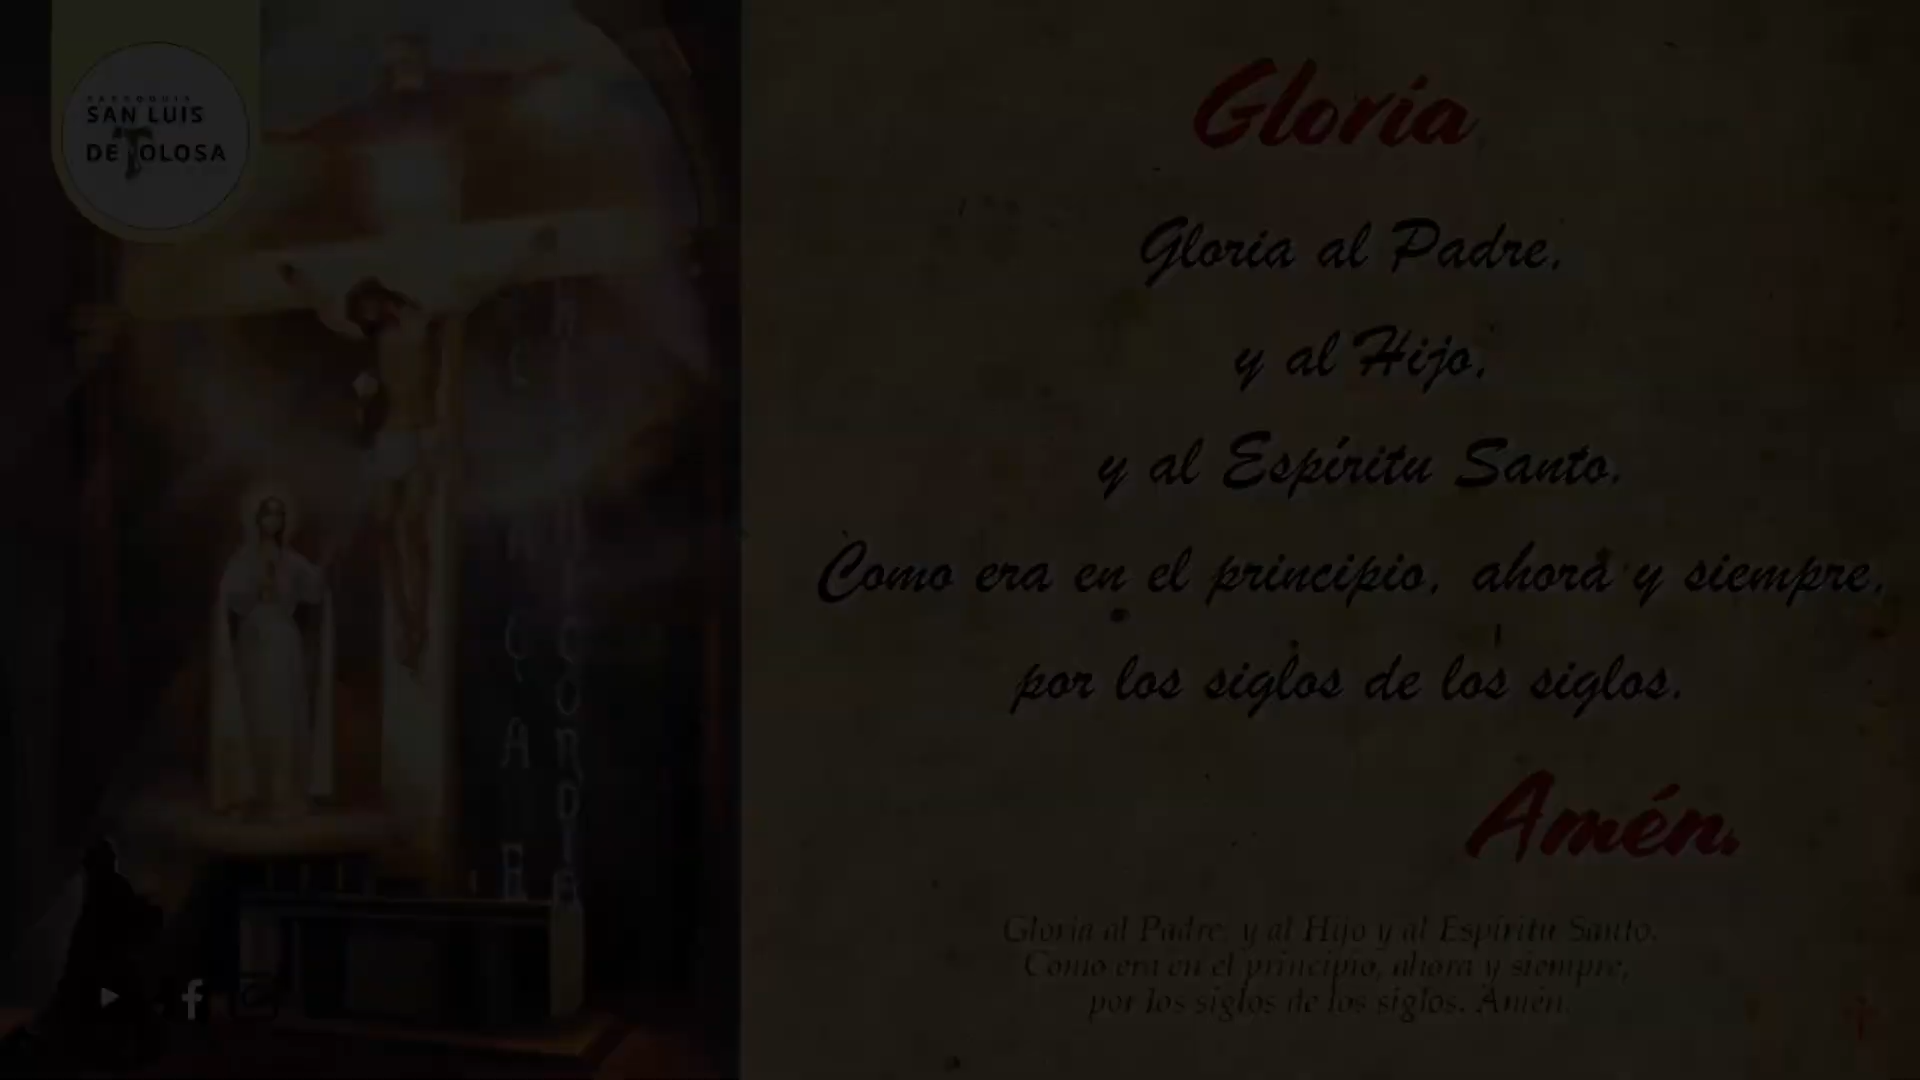 PARROQUIA
SAN LUIS
DE TOLOSA
Gloria
Gloria al Padre,
y al Hijo,
y al Espíritu Santo.
Como era en el principio, ahora y siempre,
por los siglos de los siglos.
Amén.
Gloria al Padre, y al Hijo y al Espíritu Santo.
Como era en el principio, ahora y siempre,
por los siglos de los siglos. Amén.